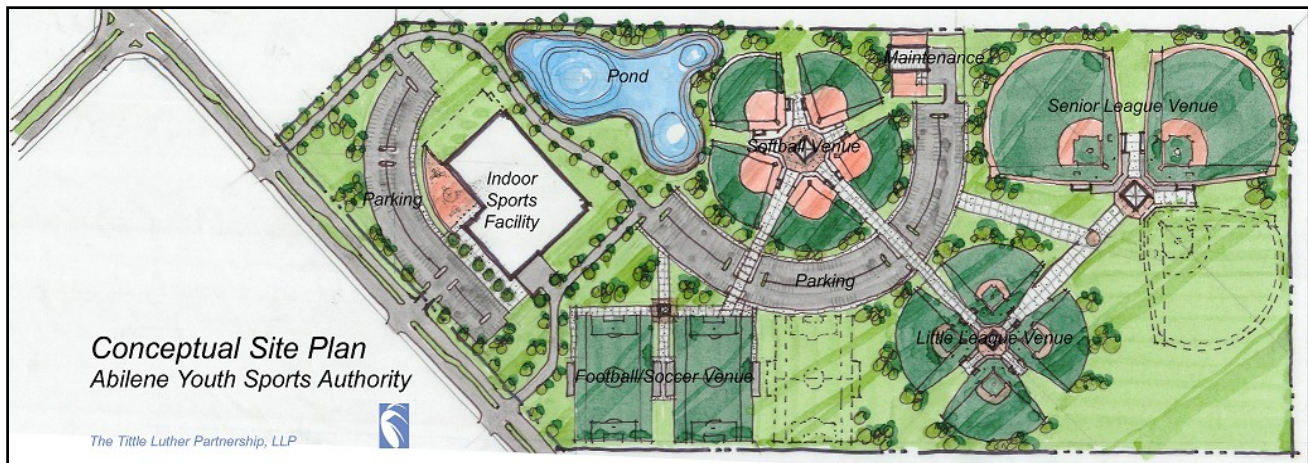 Pond
Maintenance
Senior League Venue
Softball Venue
Indoor
Sports
Facility
Parking
Parking
Little League Venue
Football/Soccer Venue
Conceptual Site Plan
Abilene Youth Sports Authority
The Tittle Luther Partnership, LLP